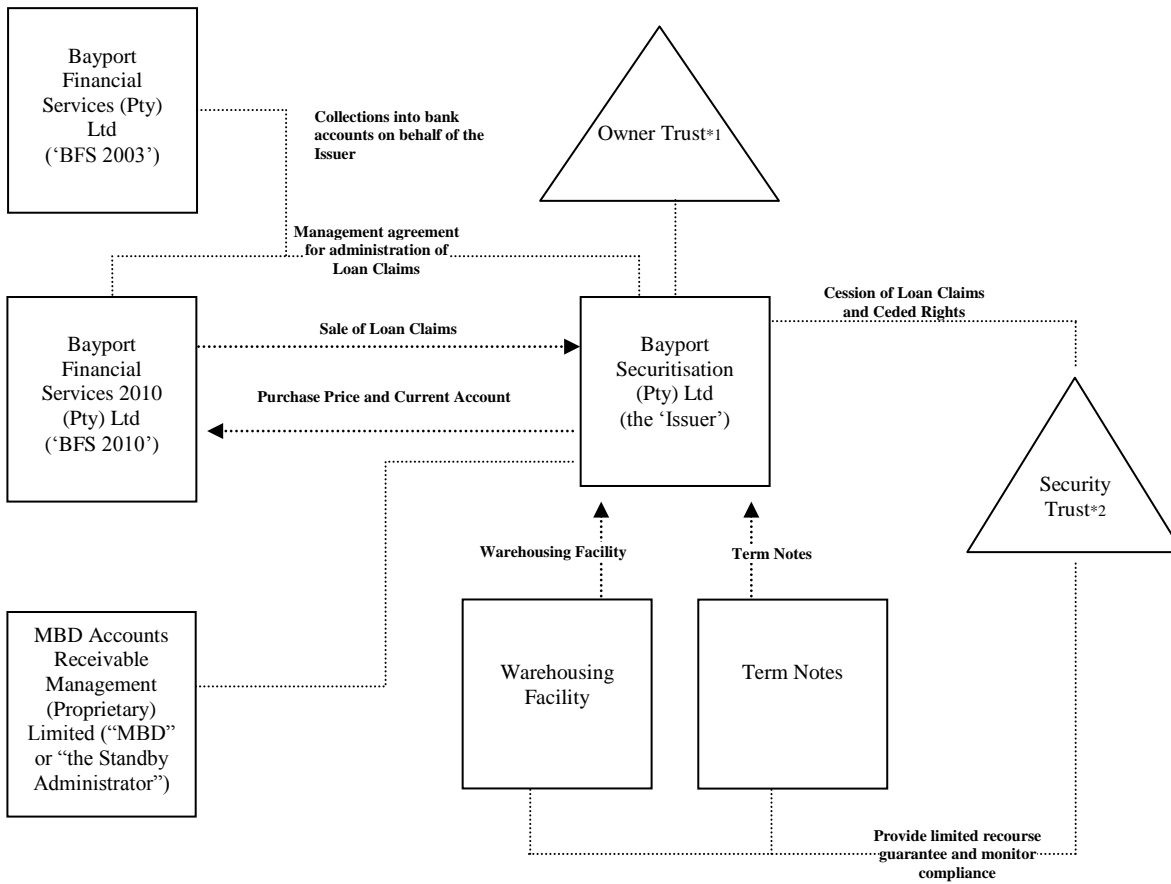 Bayport
Financial
Services (Pty)
Ltd
(‘BFS 2003’)
Collections into bank
accounts on behalf of the
Issuer
Owner Trust*1
Management agreement
for administration of
Loan Claims
Bayport
Financial
Services 2010
(Pty) Ltd
(‘BFS 2010’)
Sale of Loan Claims
Purchase Price and Current Account
Bayport
Securitisation
(Pty) Ltd
(the ‘Issuer’)
Cession of Loan Claims
and Ceded Rights
Security
Trust*2
Warehousing Facility
Term Notes
MBD Accounts
Receivable
Management
(Proprietary)
Limited (“MBD”
or “the Standby
Administrator”)
Warehousing
Facility
Term Notes
Provide limited recourse
guarantee and monitor
compliance